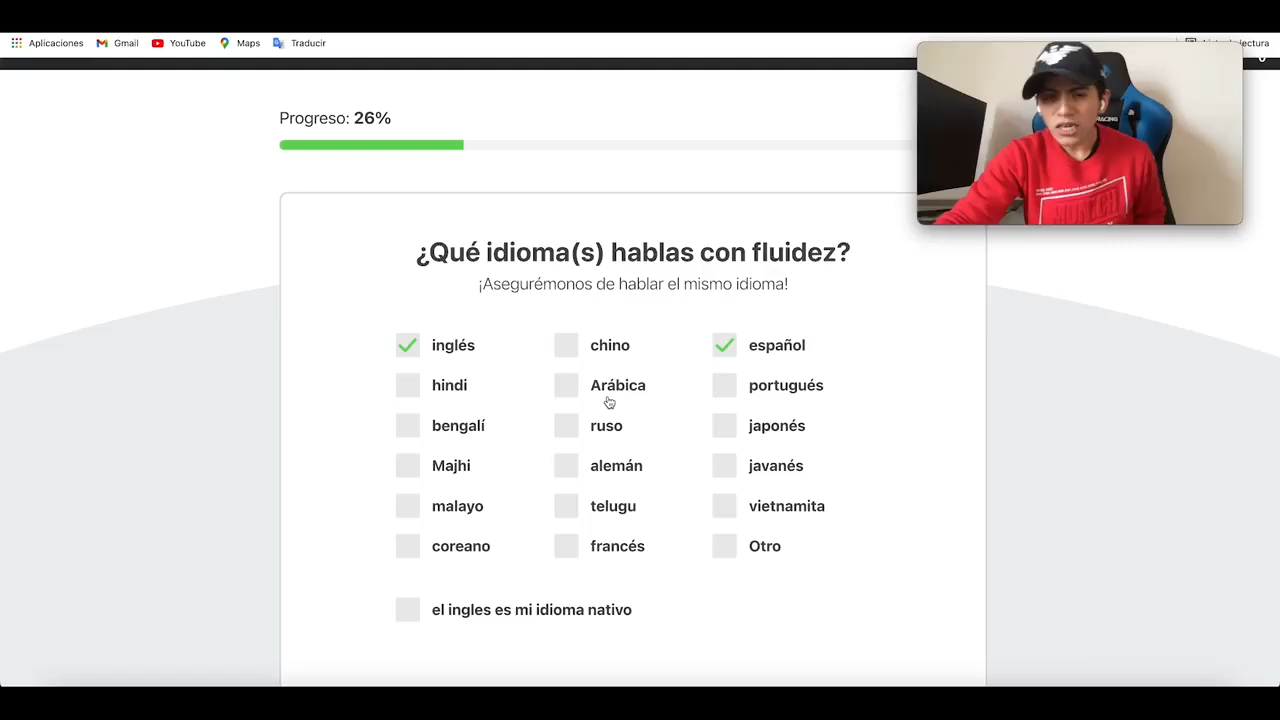 Aplicaciones Gmail YouTube Maps Traducir
Progreso: 26%
RACING
¿Qué idioma(s) hablas con fluidez?
¡Asegurémonos de hablar el mismo idioma!
inglés chino español
hindi Arábica portugués
bengalí ruso japonés
Majhi alemán javanés
malayo telugu vietnamita
coreano francés Otro
el ingles es mi idioma nativo